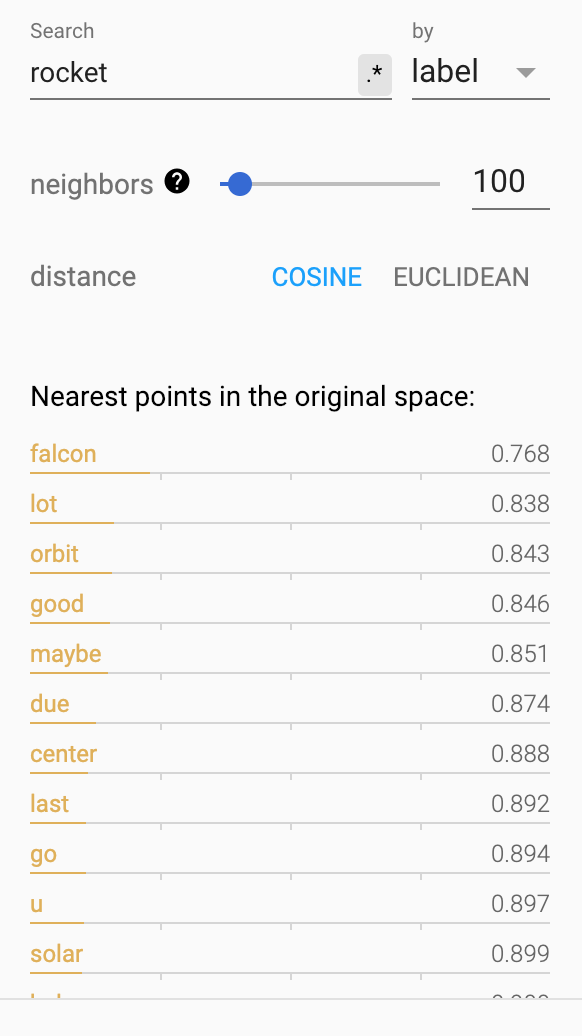 Search by
rocket .* label
neighbors ? 100
distance COSINE EUCLIDEAN
Nearest points in the original space:
falcon 0.768
lot 0.838
orbit 0.843
good 0.846
maybe 0.851
due 0.874
center 0.888
last 0.892
go 0.894
u 0.897
solar 0.899